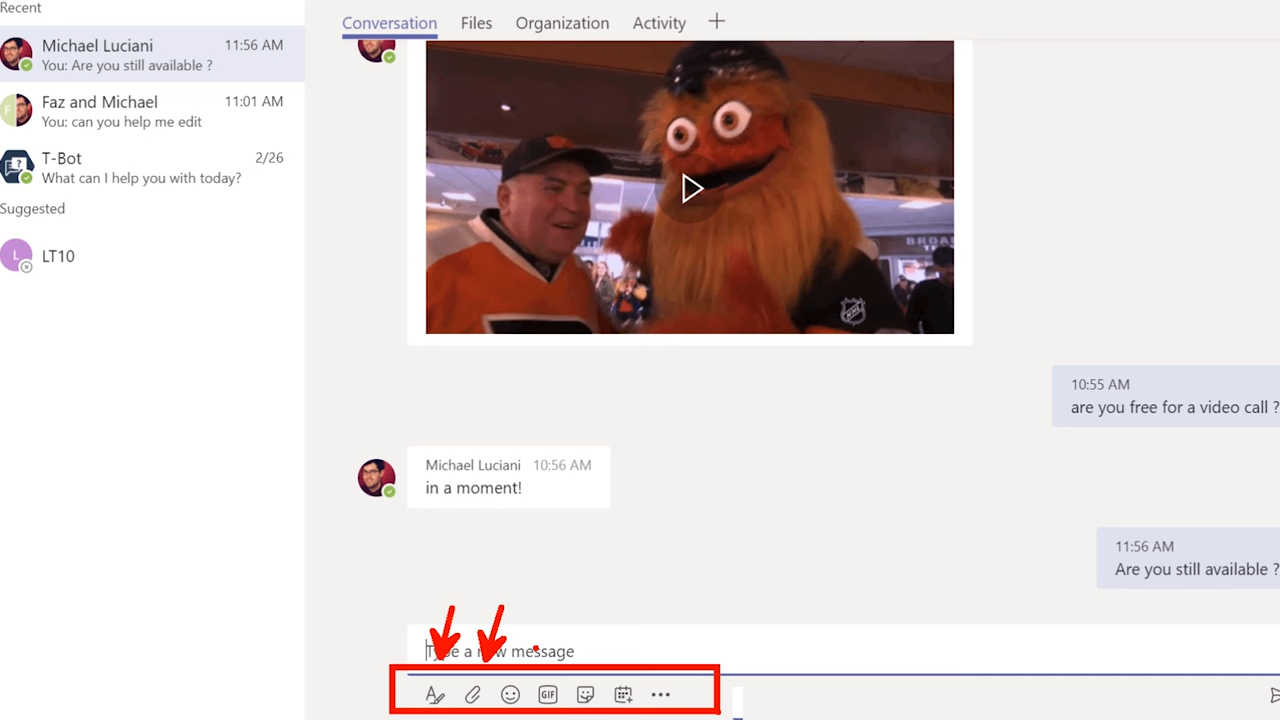 Recent
Michael Luciani 11:56 AM
You: Are you still available ?
Faz and Michael 11:01 AM
You: can you help me edit
T-Bot 2/26
What can I help you with today?
Suggested
LT10
Conversation Files Organization Activity
10:55 AM
are you free for a video call ?
Michael Luciani 10:56 AM
in a moment!
11:56 AM
Are you still available ?
Type a new message
GIF